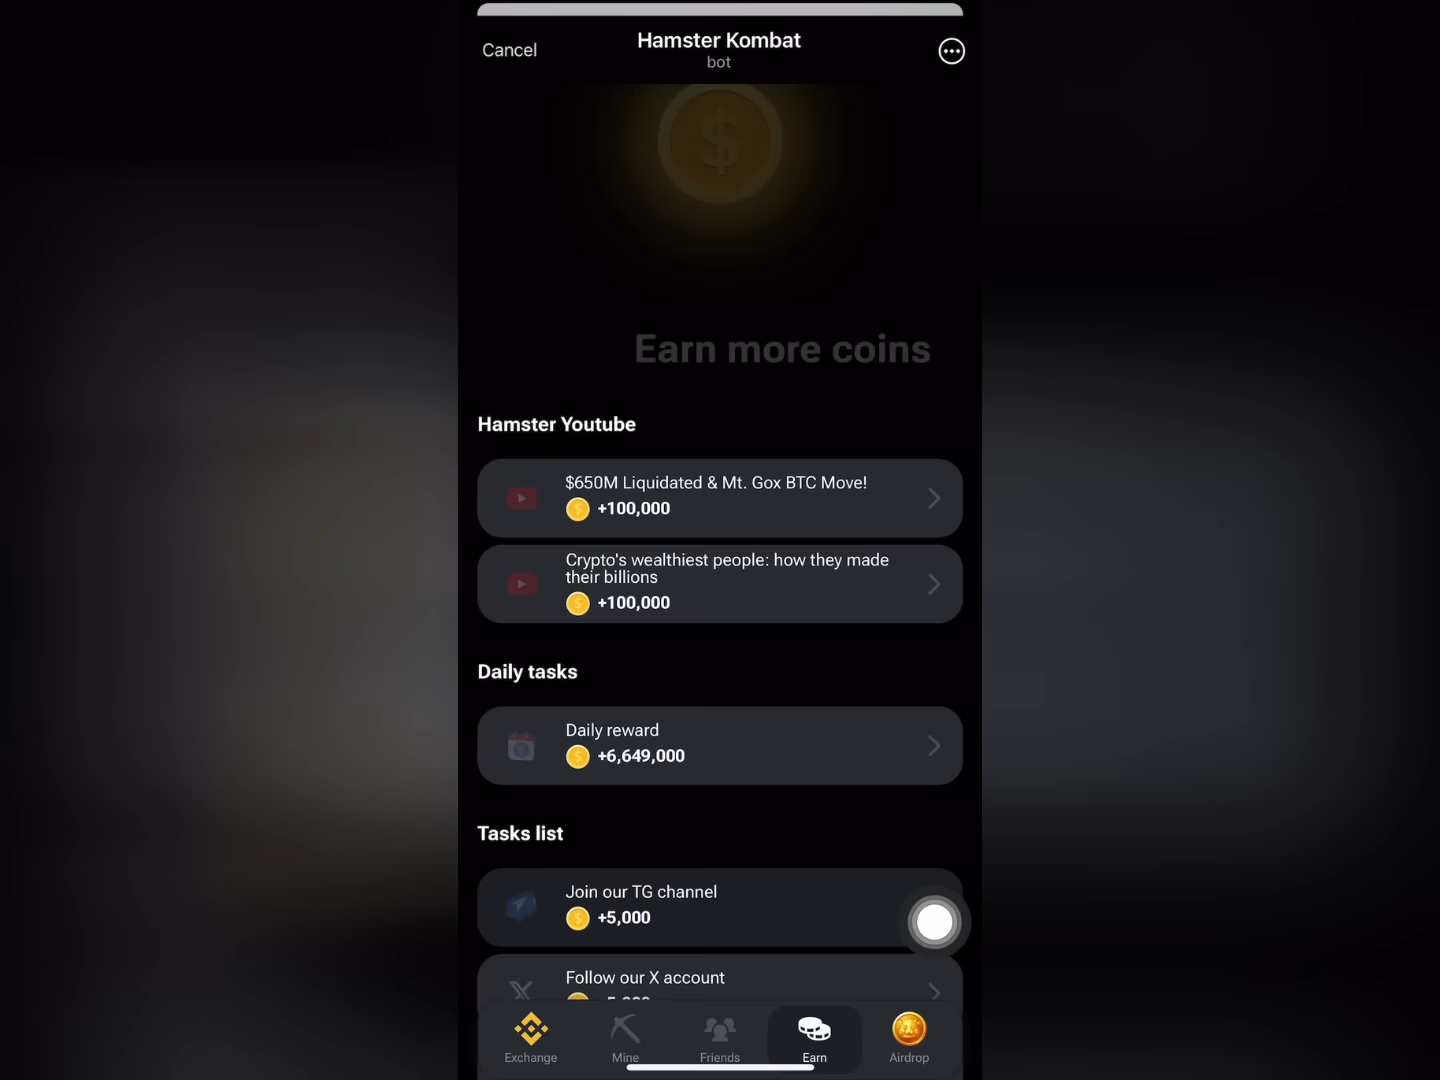 Cancel
Hamster Kombat
bot
Earn more coins
Hamster Youtube
$650M Liquidated & Mt. Gox BTC Move!
+100,000
Crypto's wealthiest people: how they made
their billions
+100,000
Daily tasks
Daily reward
+6,649,000
Tasks list
Join our TG channel
+5,000
Follow our X account
Exchange
Mine
Friends
Earn
Airdrop